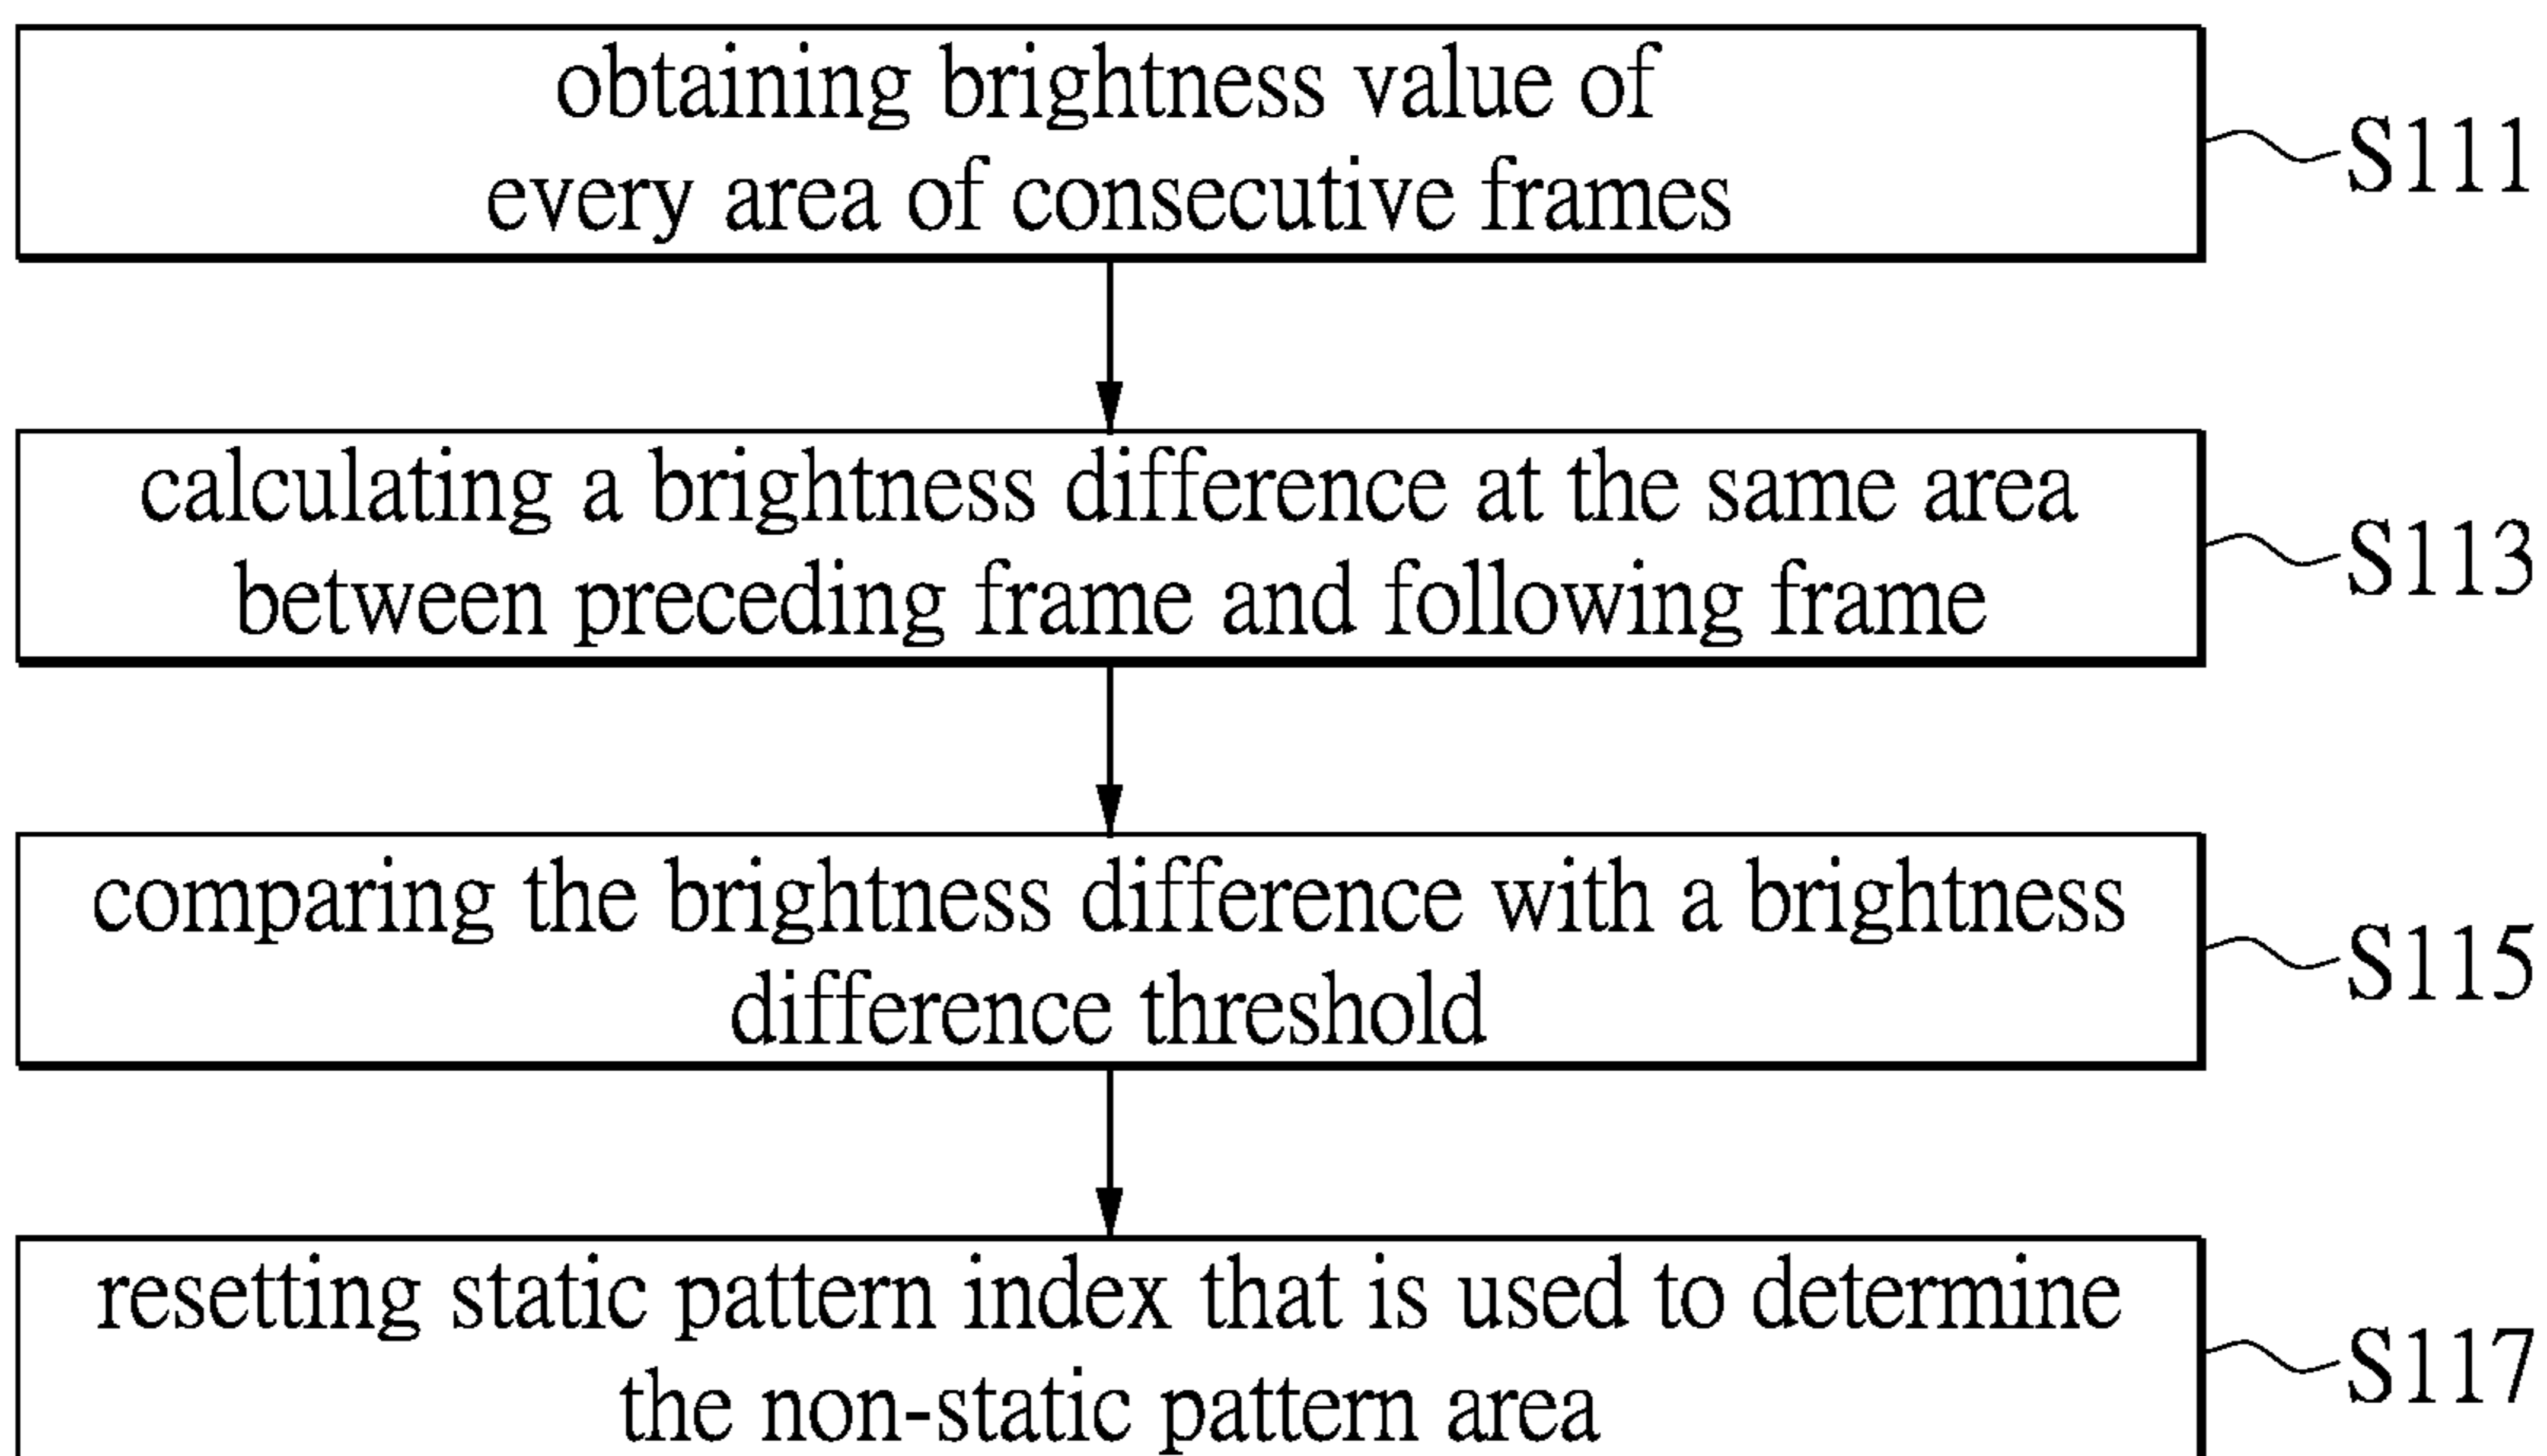 obtaining brightness value of
every area of consecutive frames
S111
calculating a brightness difference at the same area
between preceding frame and following frame
S113
comparing the brightness difference with a brightness
difference threshold
S115
resetting static pattern index that is used to determine
the non-static pattern area
S117